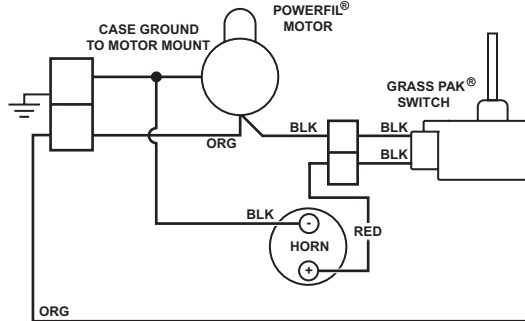 CASE GROUND
TO MOTOR MOUNT
POWERFIL®
MOTOR
GRASS PAK®
SWITCH
BLK
BLK
ORG
BLK
BLK
RED
-
HORN
+
ORG